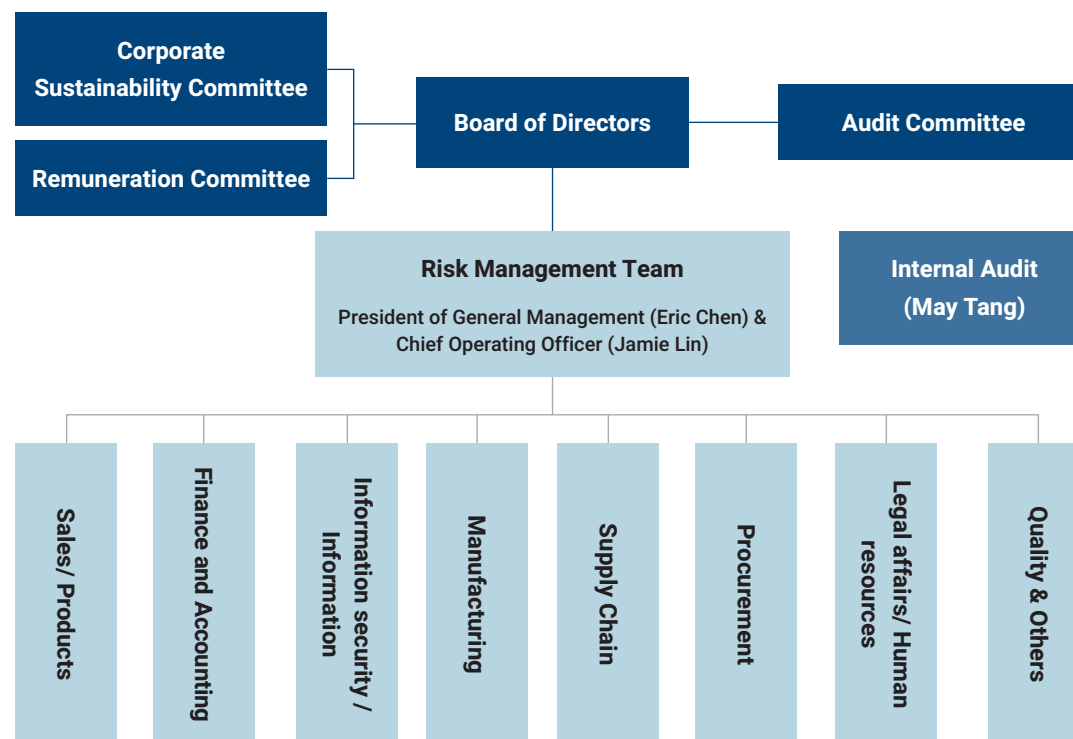 Corporate
Sustainability Committee
Board of Directors
Audit Committee
Remuneration Committee
Risk Management Team
President of General Management (Eric Chen) &
Chief Operating Officer (Jamie Lin)
Internal Audit
(May Tang)
Sales/ Products
Finance and Accounting
Information security /
Information
Manufacturing
Supply Chain
Procurement
Legal affairs/ Human
resources
Quality & Others